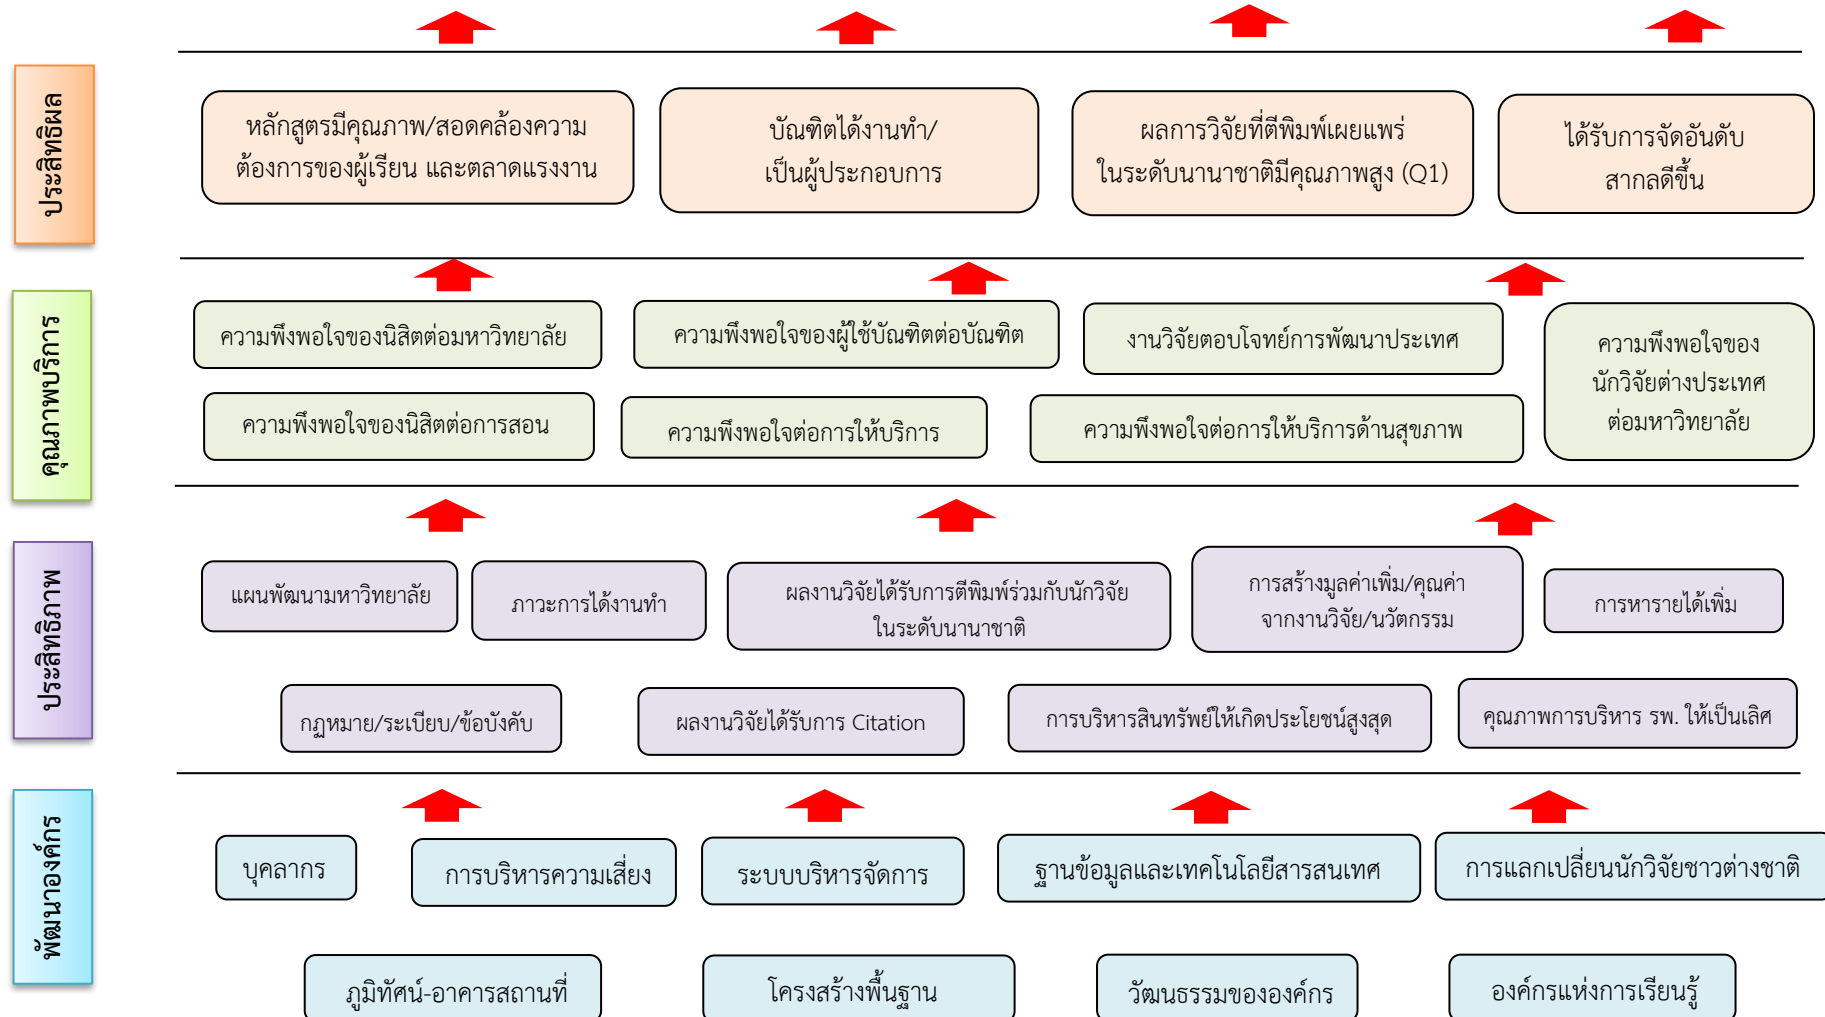 ประสิทธิผล
หลักสูตรมีคุณภาพ/สอดคล้องความ
ต้องการของผู้เรียน และตลาดแรงงาน
บัณฑิตได้งานทำ/
เป็นผู้ประกอบการ
ผลการวิจัยที่ตีพิมพ์เผยแพร่
ในระดับนานาชาติมีคุณภาพสูง (Q1)
ได้รับการจัดอันดับ
สากลดีขึ้น
คุณภาพบริการ
ความพึงพอใจของนิสิตต่อมหาวิทยาลัย
ความพึงพอใจของผู้ใช้บัณฑิตต่อบัณฑิต
งานวิจัยตอบโจทย์การพัฒนาประเทศ
ความพึงพอใจของ
นักวิจัยต่างประเทศ
ต่อมหาวิทยาลัย
ความพึงพอใจของนิสิตต่อการสอน
ความพึงพอใจต่อการให้บริการ
ความพึงพอใจต่อการให้บริการด้านสุขภาพ
ประสิทธิภาพ
แผนพัฒนามหาวิทยาลัย
ภาวะการได้งานทำ
ผลงานวิจัยได้รับการตีพิมพ์ร่วมกับนักวิจัย
ในระดับนานาชาติ
การสร้างมูลค่าเพิ่ม/คุณค่า
จากงานวิจัย/นวัตกรรม
การหารายได้เพิ่ม
กฎหมาย/ระเบียบ/ข้อบังคับ
ผลงานวิจัยได้รับการ Citation
การบริหารสินทรัพย์ให้เกิดประโยชน์สูงสุด
คุณภาพการบริหาร รพ. ให้เป็นเลิศ
พัฒนาองค์กร
บุคลากร
การบริหารความเสี่ยง
ระบบบริหารจัดการ
ฐานข้อมูลและเทคโนโลยีสารสนเทศ
การแลกเปลี่ยนนักวิจัยชาวต่างชาติ
ภูมิทัศน์-อาคารสถานที่
โครงสร้างพื้นฐาน
วัฒนธรรมขององค์กร
องค์กรแห่งการเรียนรู้